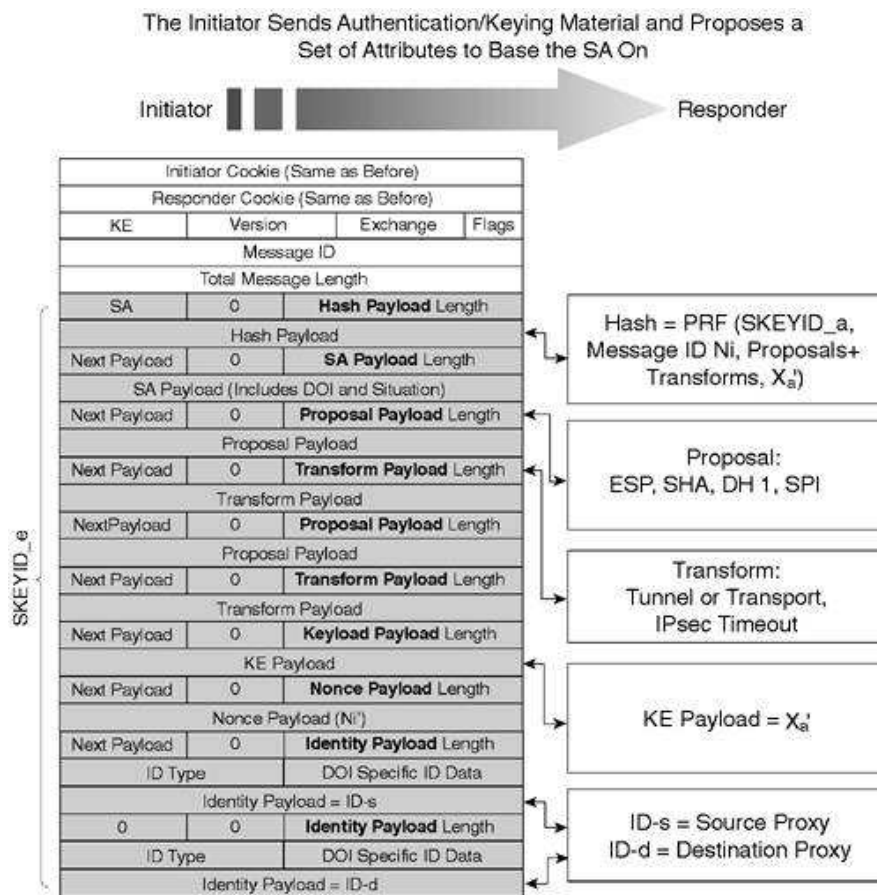 The Initiator Sends Authentication/Keying Material and Proposes a
Set of Attributes to Base the SA On
Initiator
Responder
Initiator Cookie (Same as Before)
Responder Cookie (Same as Before)
KE Version Exchange Flags
Message ID
Total Message Length
SA 0 Hash Payload Length
Hash Payload
Next Payload 0 SA Payload Length
SA Payload (Includes DOI and Situation)
Next Payload 0 Proposal Payload Length
Proposal Payload
Next Payload 0 Transform Payload Length
Transform Payload
NextPayload 0 Proposal Payload Length
Proposal Payload
Next Payload 0 Transform Payload Length
Transform Payload
Next Payload 0 Keyload Payload Length
KE Payload
Next Payload 0 Nonce Payload Length
Nonce Payload (Ni')
Next Payload 0 Identity Payload Length
ID Type DOI Specific ID Data
Identity Payload = ID-s
0 0 Identity Payload Length
ID Type DOI Specific ID Data
Identity Payload = ID-d
SKEYID_e
Hash = PRF (SKEYID_a,
Message ID Ni, Proposals+
Transforms, Xa')
Proposal:
ESP, SHA, DH 1, SPI
Transform:
Tunnel or Transport,
IPsec Timeout
KE Payload = Xa'
ID-s = Source Proxy
ID-d = Destination Proxy